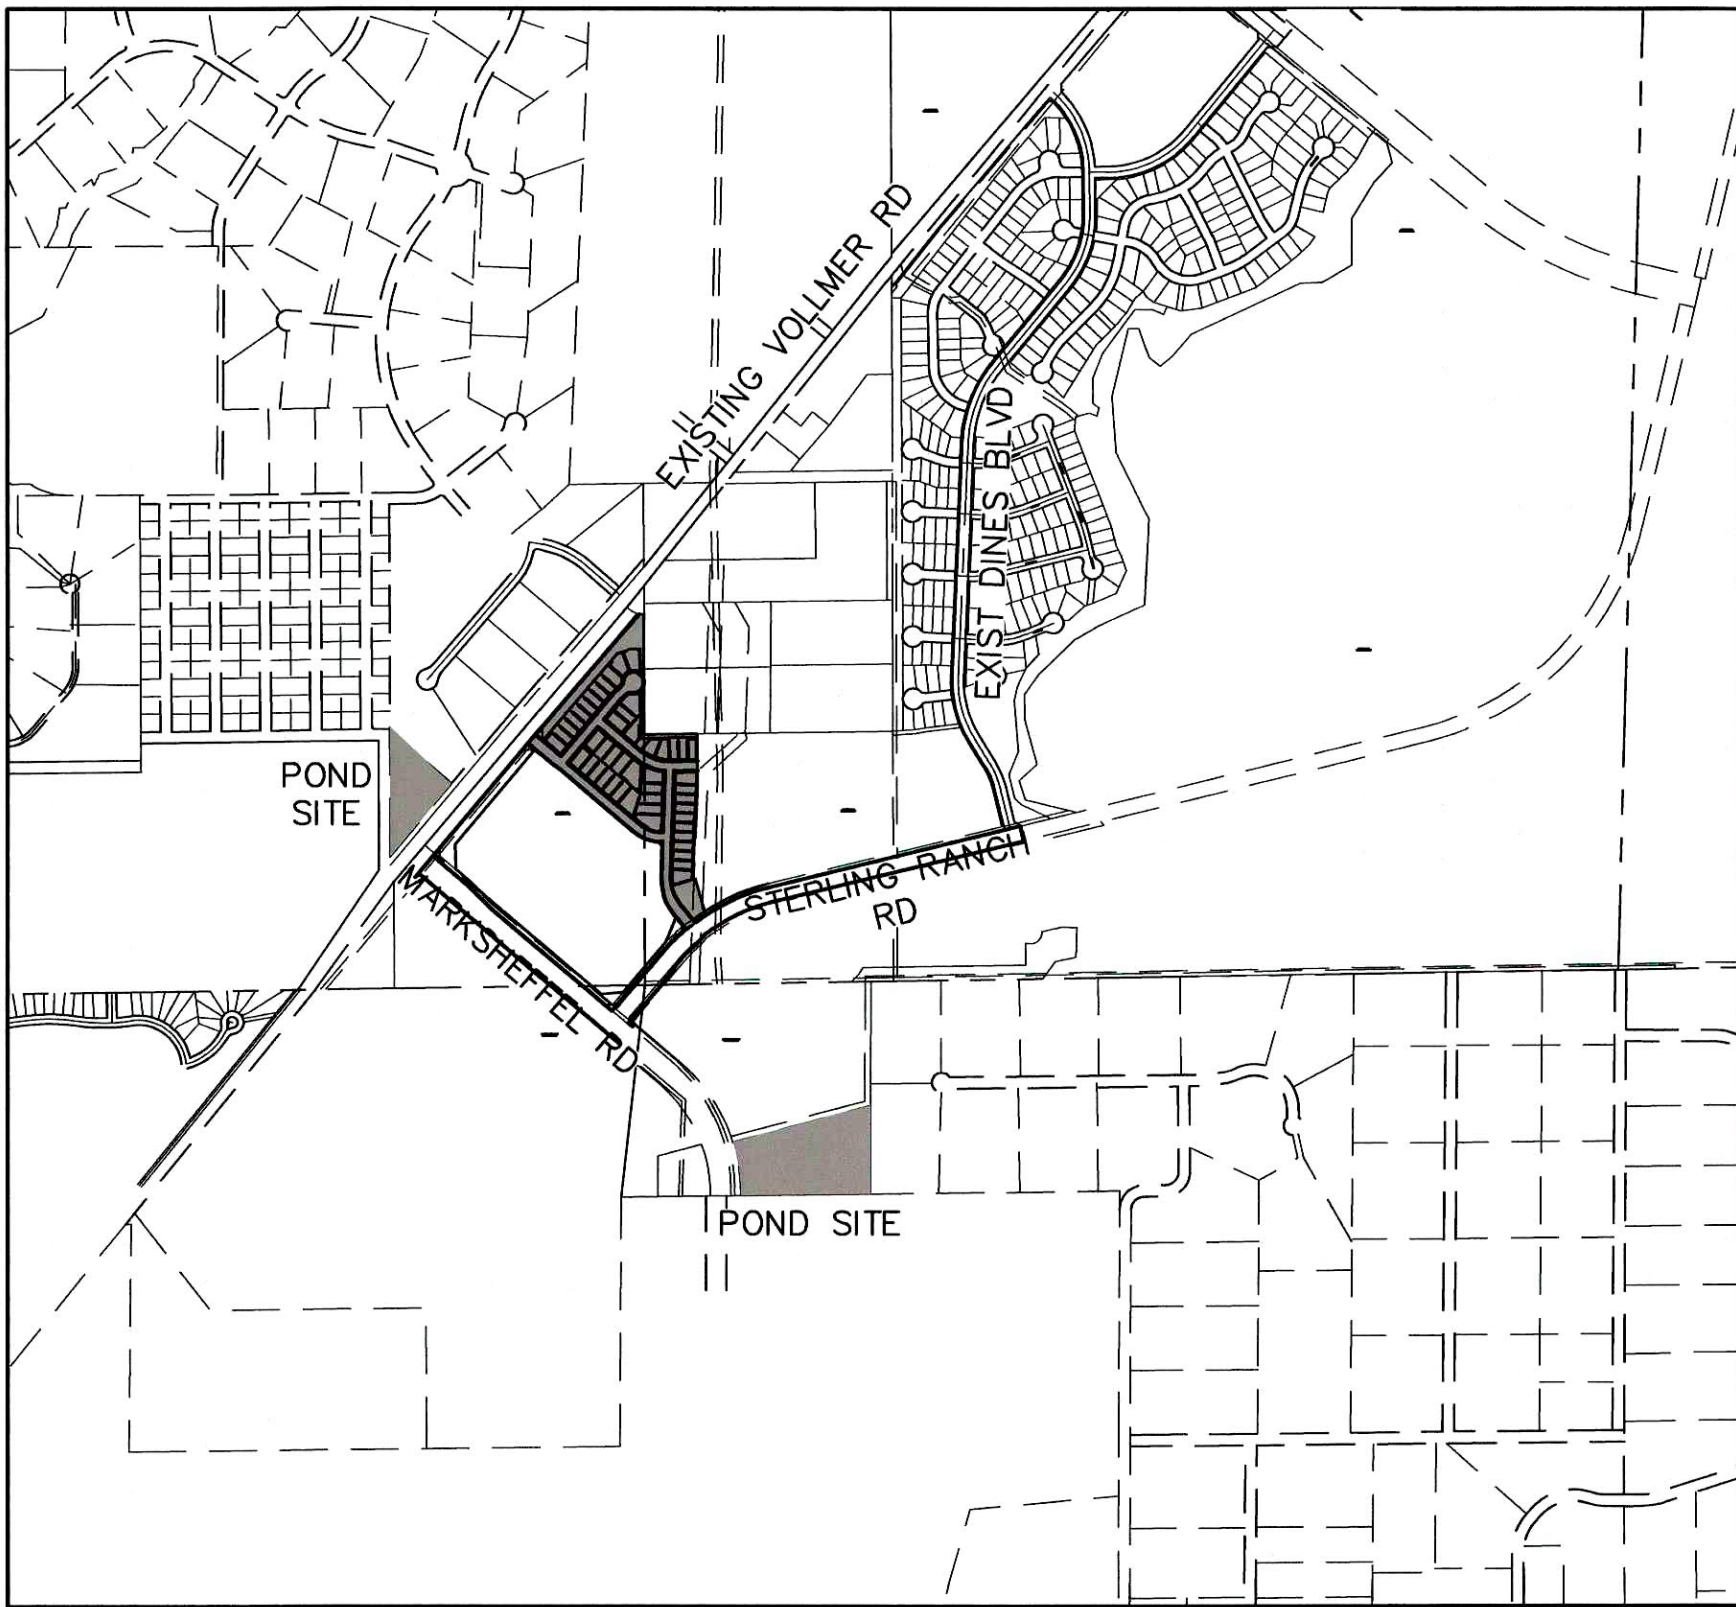 EXISTING VOLLMER RD
EXIST DINES BLVD
POND
SITE
STERLING RANCH
RD
MARKSHEFFEL RD
POND SITE